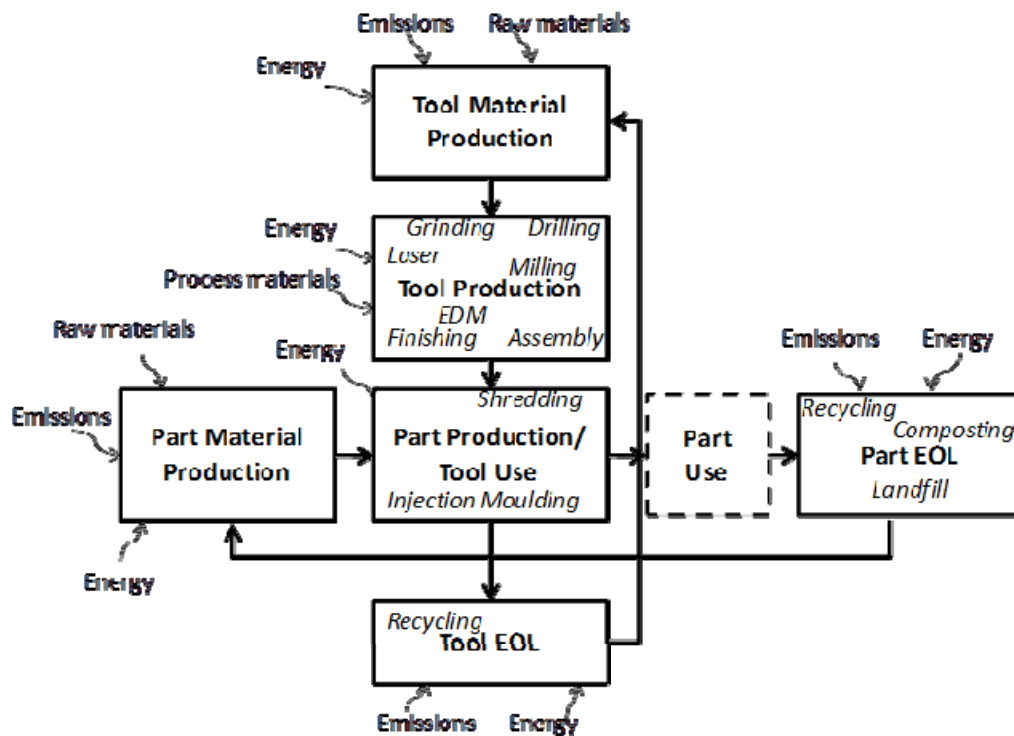 Emissions
Raw materials
Energy
Tool Material
Production
Energy
Grinding
Drilling
Laser
Milling
Process materials
Tool Production
EDM
Finishing
Assembly
Raw materials
Energy
Emissions
Energy
Shredding
Recycling
Emissions
Composting
Part Material
Production
Part Production/
Tool Use
Part
Use
Part EOL
Landfill
Injection Moulding
Energy
Recycling
Tool EOL
Emissions
Energy